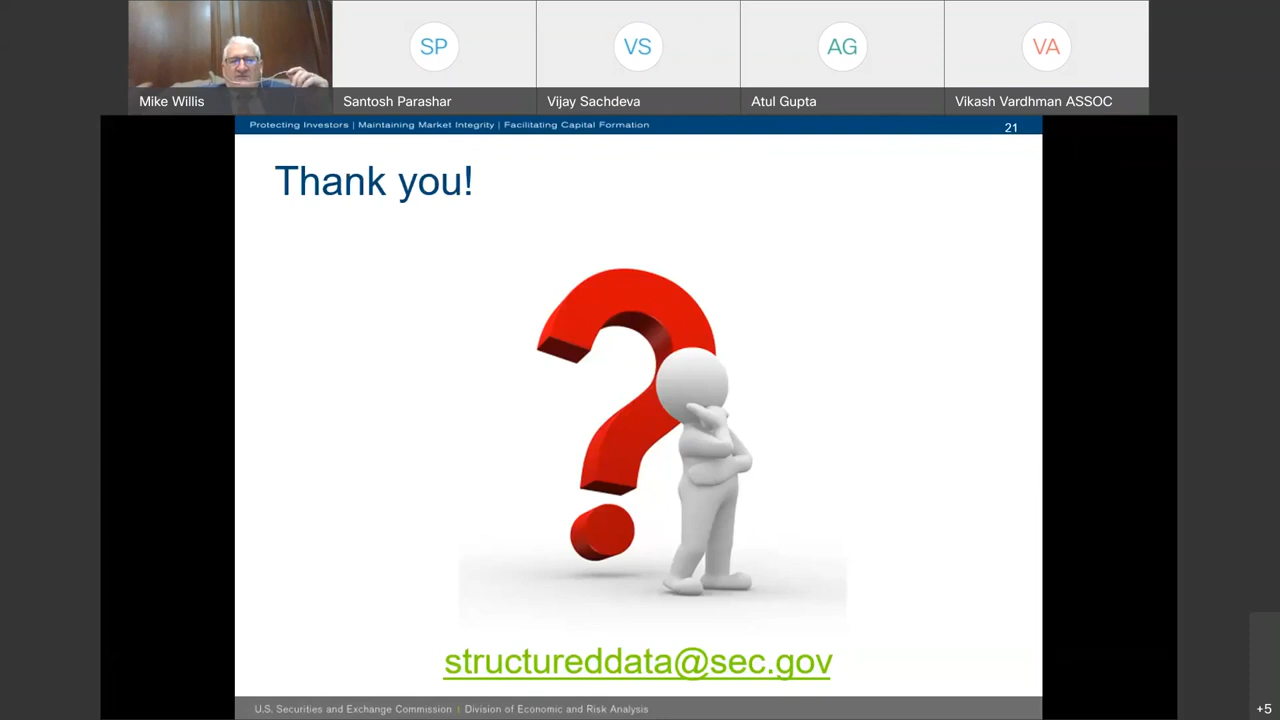 SP
VS
AG
VA
Mike Willis
Santosh Parashar
Vijay Sachdeva
Atul Gupta
Vikash Vardhman ASSOC
Protecting Investors | Maintaining Market Integrity | Facilitating Capital Formation
21
Thank you!
?
structureddata@sec.gov
U.S. Securities and Exchange Commission | Division of Economic and Risk Analysis
+5